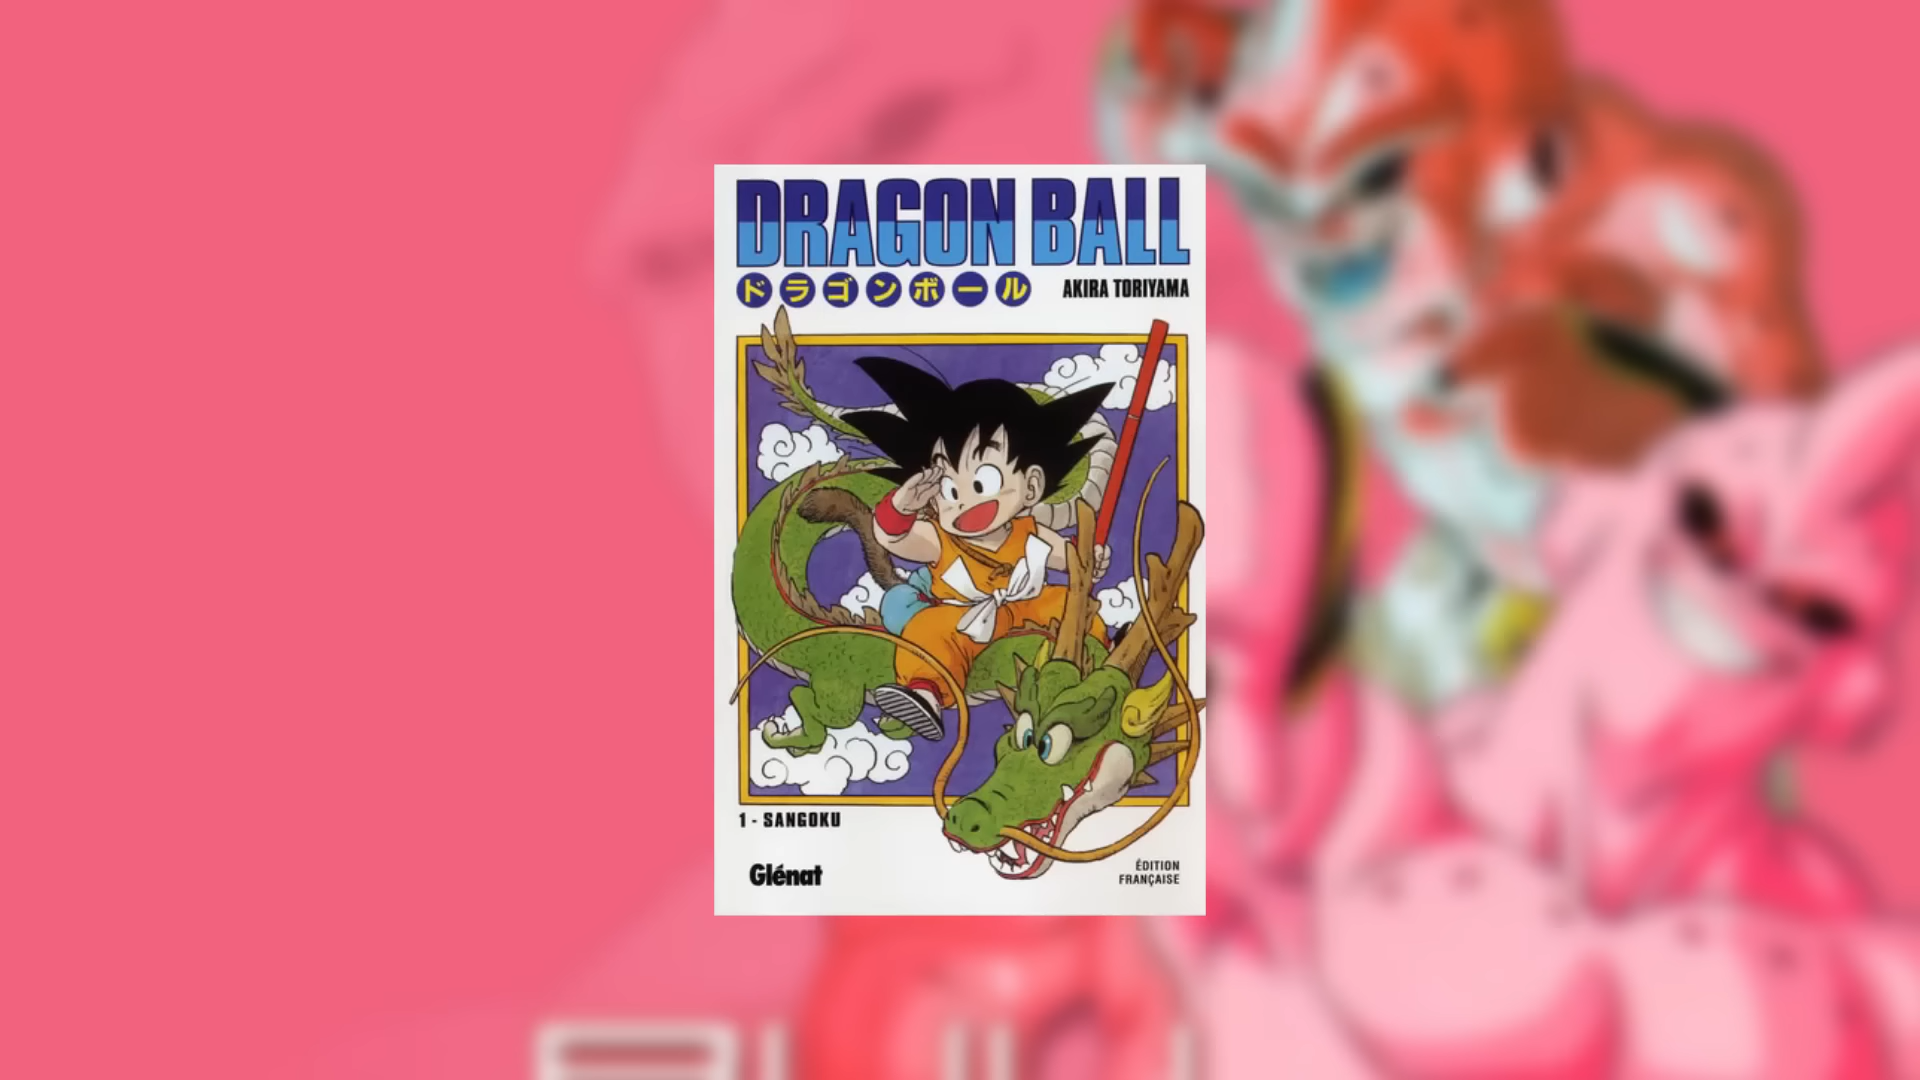 DRAGON BALL
ドラゴンボール
AKIRA TORIYAMA
1 - SANGOKU
Glénat
ÉDITION
FRANÇAISE